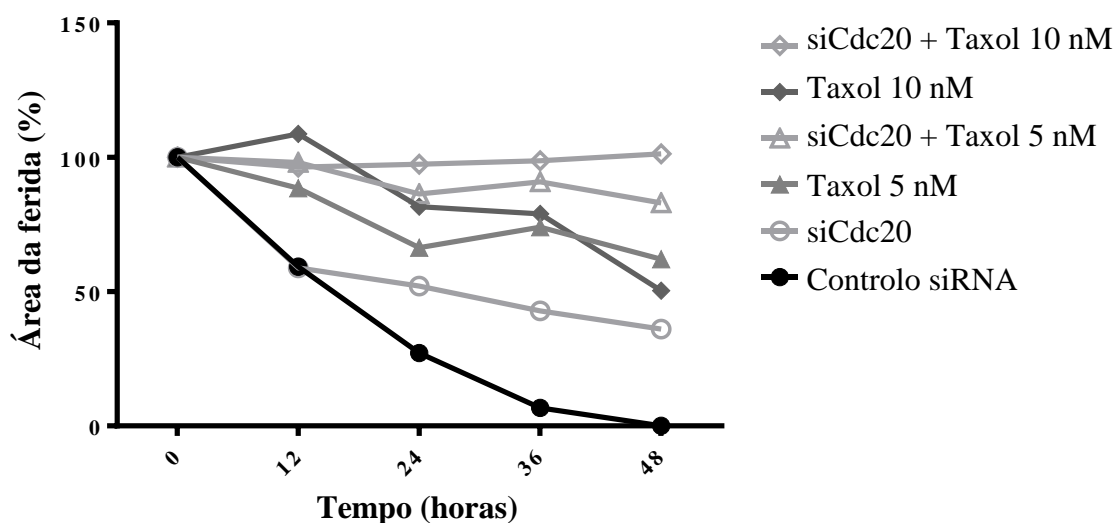 150
100
50
0
Área da ferida (%)
0
12
24
36
48
Tempo (horas)
siCdc20 + Taxol 10 nM
Taxol 10 nM
siCdc20 + Taxol 5 nM
Taxol 5 nM
siCdc20
Controlo siRNA